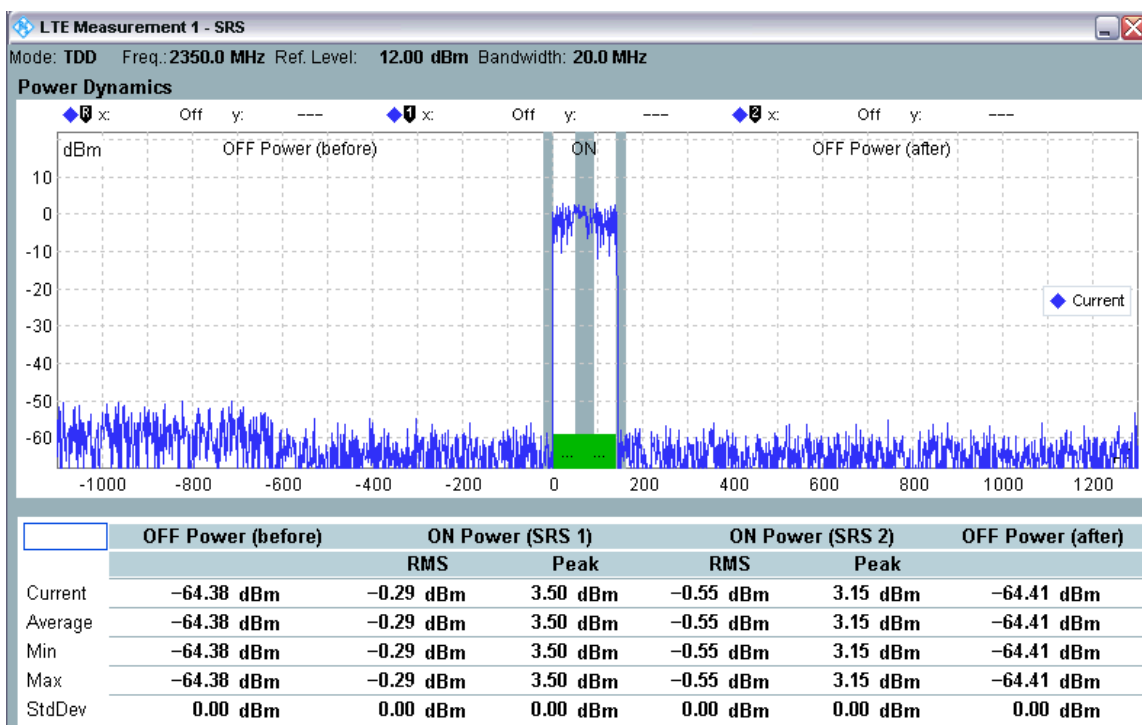 LTE Measurement 1 - SRS
Mode: TDD Freq.: 2350.0 MHz Ref. Level: 12.00 dBm Bandwidth: 20.0 MHz
Power Dynamics
R x: Off y: --- 1 x: Off y: --- 2 x: Off y: ---
dBm OFF Power (before) ON OFF Power (after)
10
0
-10
-20
Current
-30
-40
-50
-60
... ...
-1000 -800 -600 -400 -200 0 200 400 600 800 1000 1200
OFF Power (before) ON Power (SRS 1) ON Power (SRS 2) OFF Power (after)
RMS Peak RMS Peak
Current −64.38 dBm −0.29 dBm 3.50 dBm −0.55 dBm 3.15 dBm −64.41 dBm
Average −64.38 dBm −0.29 dBm 3.50 dBm −0.55 dBm 3.15 dBm −64.41 dBm
Min −64.38 dBm −0.29 dBm 3.50 dBm −0.55 dBm 3.15 dBm −64.41 dBm
Max −64.38 dBm −0.29 dBm 3.50 dBm −0.55 dBm 3.15 dBm −64.41 dBm
StdDev 0.00 dBm 0.00 dBm 0.00 dBm 0.00 dBm 0.00 dBm 0.00 dBm